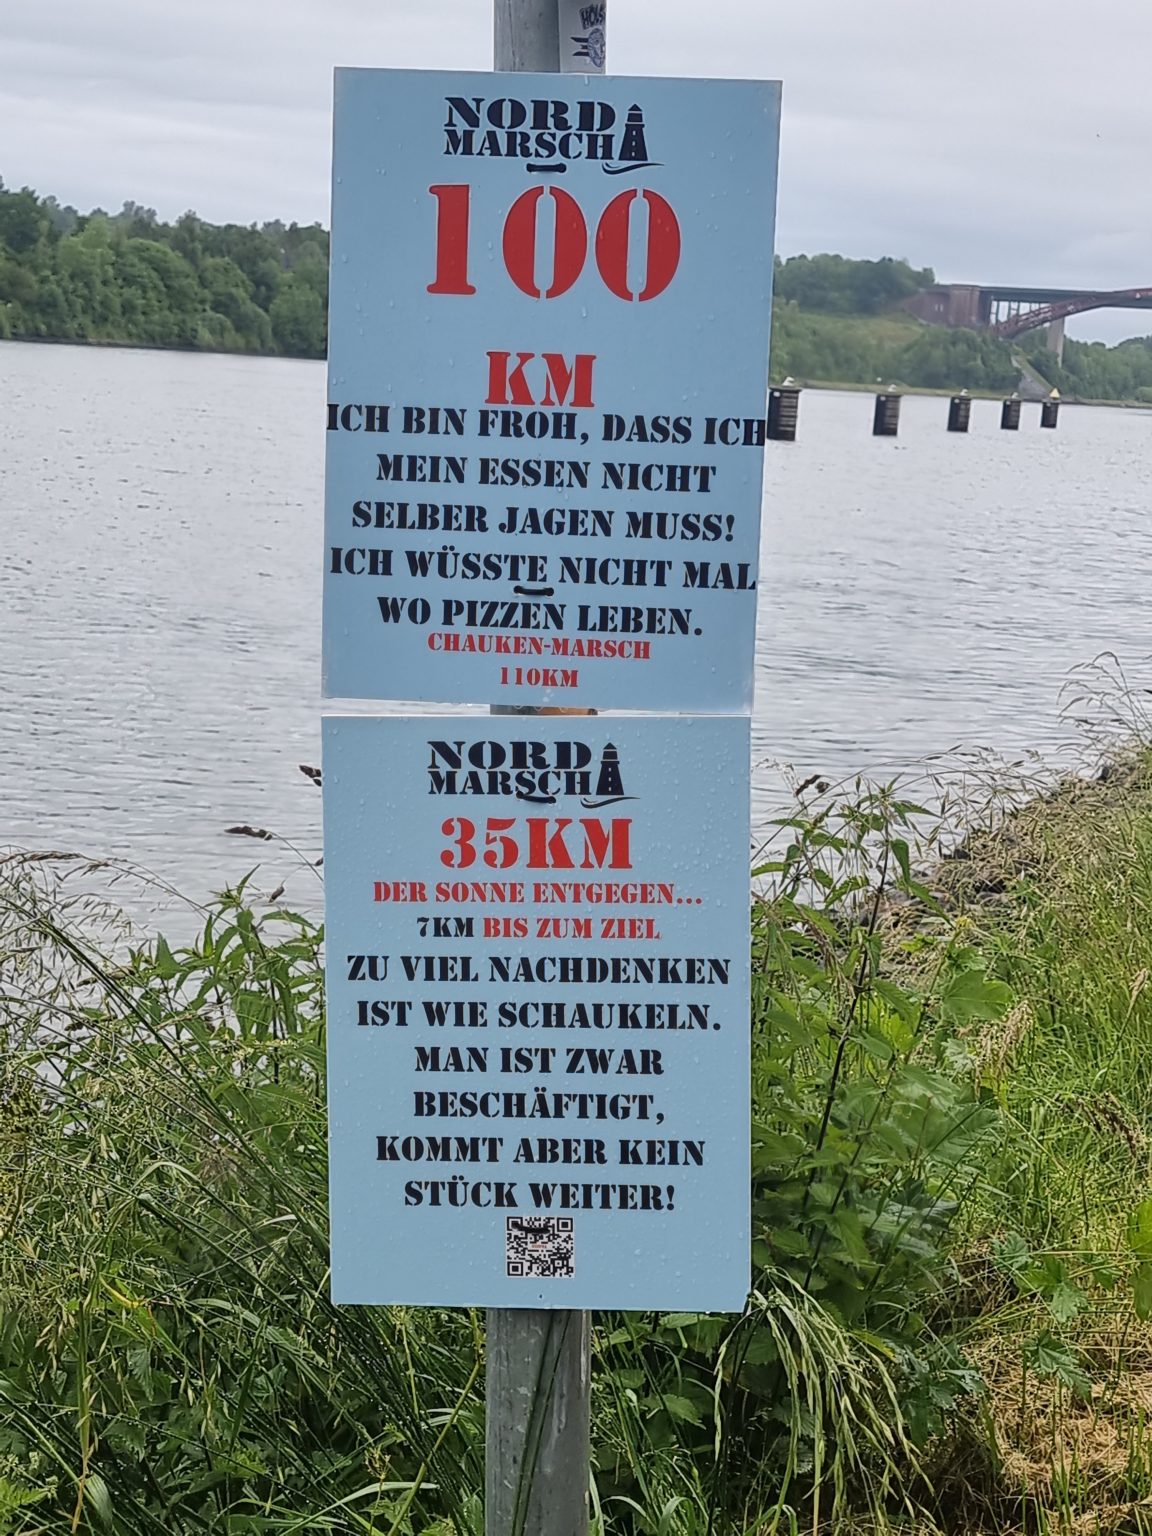 HÖLS
NORD
MARSCH
100
KM
ICH BIN FROH, DASS ICH
MEIN ESSEN NICHT
SELBER JAGEN MUSS!
ICH WÜSSTE NICHT MAL
WO PIZZEN LEBEN.
CHAUKEN-MARSCH
110KM
NORD
MARSCH
35KM
DER SONNE ENTGEGEN...
7KM BIS ZUM ZIEL
ZU VIEL NACHDENKEN
IST WIE SCHAUKELN.
MAN IST ZWAR
BESCHÄFTIGT,
KOMMT ABER KEIN
STÜCK WEITER!